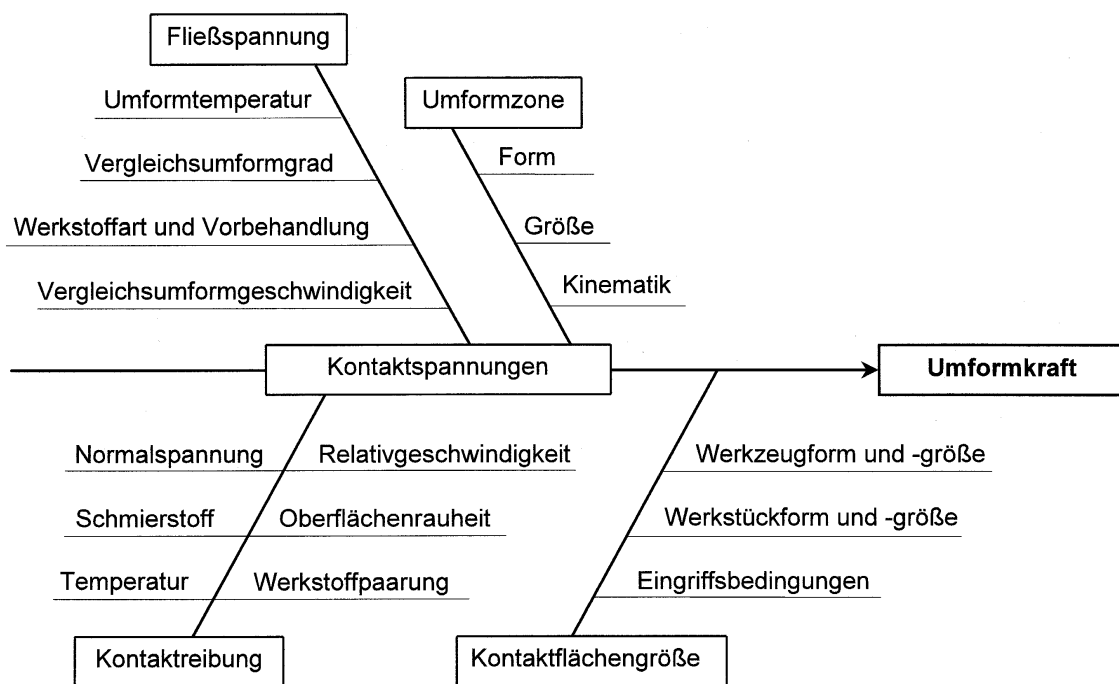 Fließspannung
Umformtemperatur
Vergleichsumformgrad
Werkstoffart und Vorbehandlung
Vergleichsumformgeschwindigkeit
Umformzone
Form
Größe
Kinematik
Kontaktspannungen
Umformkraft
Normalspannung
Relativgeschwindigkeit
Schmierstoff
Oberflächenrauheit
Temperatur
Werkstoffpaarung
Kontaktreibung
Werkzeugform und -größe
Werkstückform und -größe
Eingriffsbedingungen
Kontaktflächengröße